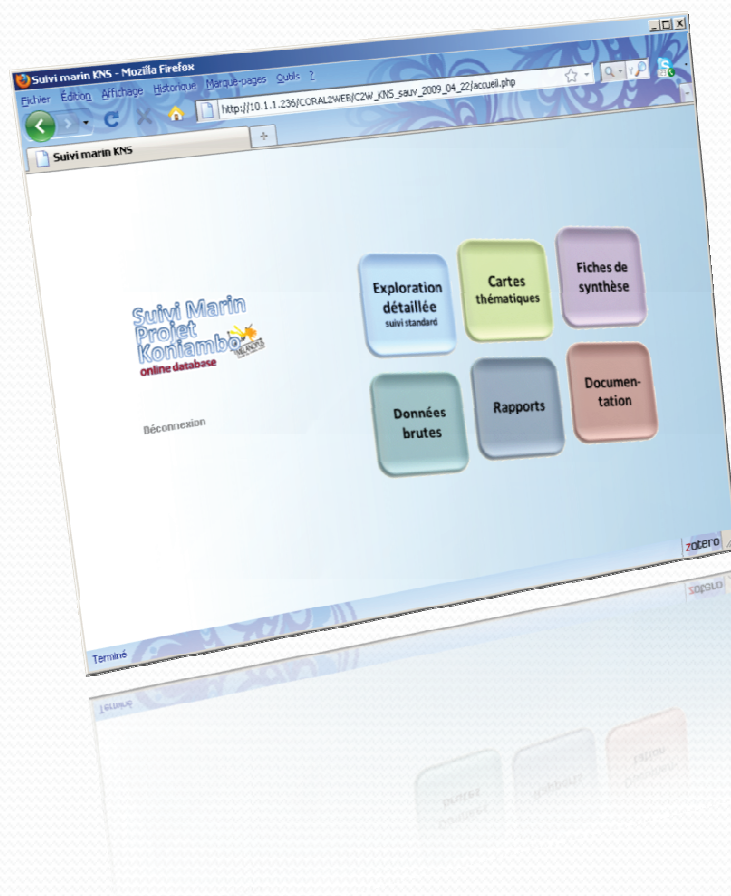 Suivi marin KNS - Mozilla Firefox
Fichier Édition Affichage Historique Marque-pages Outils ?
http://10.1.1.236/CORAL2WEB/C2W_KNS_sauv_2009_04_22/accueil.php
Suivi marin KNS
Suivi Marin
Projet
Koniambo
online database
Déconnexion
Exploration
détaillée
suivi standard
Cartes
thématiques
Fiches de
synthèse
Données
brutes
Rapports
Documen-
tation
zotero
Terminé